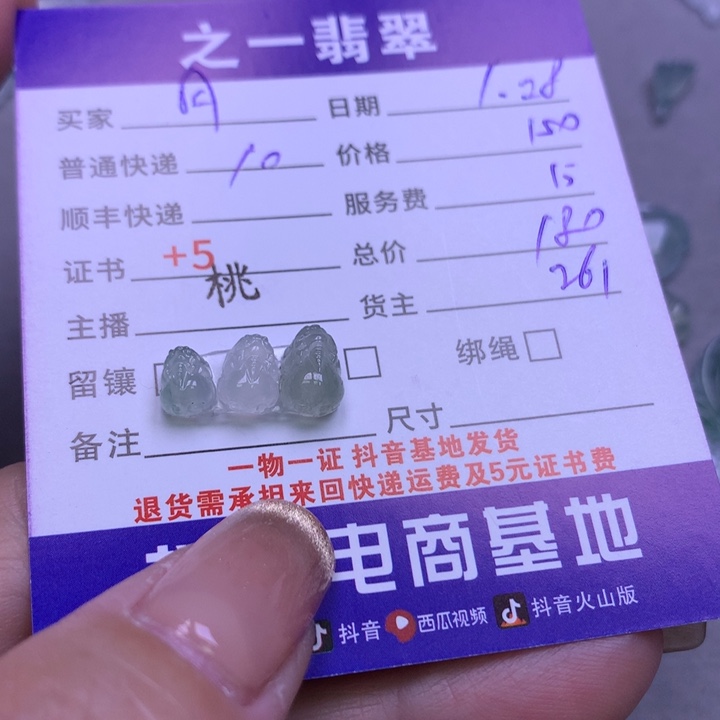 之一翡翠
买家 月 日期 1.28
普通快递 10 价格 150
顺丰快递 服务费 15
证书 +5 总价 180
主播 桃 货主 261
留镶 绑绳
备注 尺寸
一物一证 抖音基地发货
退货需承担来回快递运费及5元证书费
电商基地
抖音 西瓜视频 抖音火山版